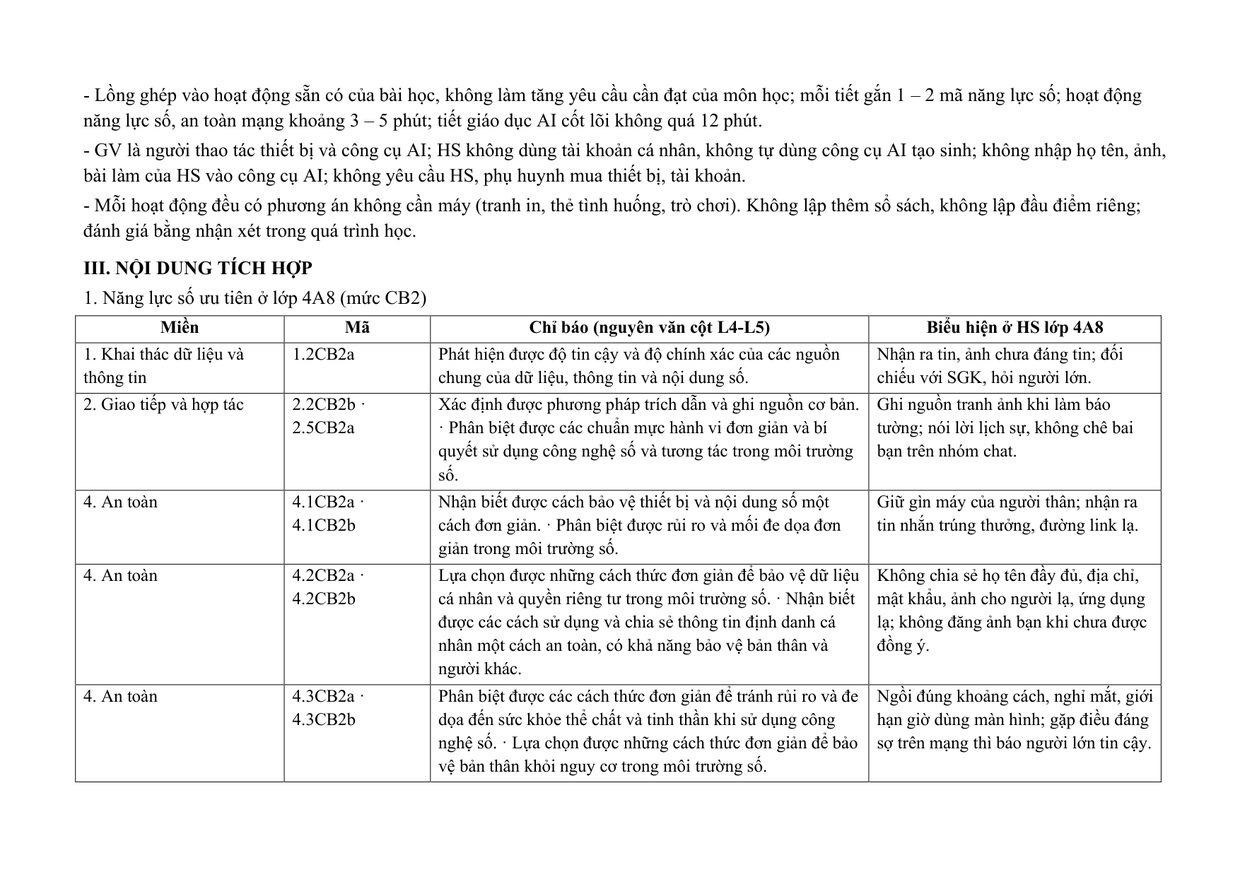 - Lồng ghép vào hoạt động sẵn có của bài học, không làm tăng yêu cầu cần đạt của môn học; mỗi tiết gắn 1 – 2 mã năng lực số; hoạt động
năng lực số, an toàn mạng khoảng 3 – 5 phút; tiết giáo dục AI cốt lõi không quá 12 phút.
- GV là người thao tác thiết bị và công cụ AI; HS không dùng tài khoản cá nhân, không tự dùng công cụ AI tạo sinh; không nhập họ tên, ảnh,
bài làm của HS vào công cụ AI; không yêu cầu HS, phụ huynh mua thiết bị, tài khoản.
- Mỗi hoạt động đều có phương án không cần máy (tranh in, thẻ tình huống, trò chơi). Không lập thêm sổ sách, không lập đầu điểm riêng;
đánh giá bằng nhận xét trong quá trình học.
III. NỘI DUNG TÍCH HỢP
1. Năng lực số ưu tiên ở lớp 4A8 (mức CB2)
Miền
Mã
Chỉ báo (nguyên văn cột L4-L5)
Biểu hiện ở HS lớp 4A8
1. Khai thác dữ liệu và
thông tin
1.2CB2a
Phát hiện được độ tin cậy và độ chính xác của các nguồn
chung của dữ liệu, thông tin và nội dung số.
Nhận ra tin, ảnh chưa đáng tin; đối
chiếu với SGK, hỏi người lớn.
2. Giao tiếp và hợp tác
2.2CB2b ·
2.5CB2a
Xác định được phương pháp trích dẫn và ghi nguồn cơ bản.
· Phân biệt được các chuẩn mực hành vi đơn giản và bí
quyết sử dụng công nghệ số và tương tác trong môi trường
số.
Ghi nguồn tranh ảnh khi làm báo
tường; nói lời lịch sự, không chê bai
bạn trên nhóm chat.
4. An toàn
4.1CB2a ·
4.1CB2b
Nhận biết được cách bảo vệ thiết bị và nội dung số một
cách đơn giản. · Phân biệt được rủi ro và mối đe dọa đơn
giản trong môi trường số.
Giữ gìn máy của người thân; nhận ra
tin nhắn trúng thưởng, đường link lạ.
4. An toàn
4.2CB2a ·
4.2CB2b
Lựa chọn được những cách thức đơn giản để bảo vệ dữ liệu
cá nhân và quyền riêng tư trong môi trường số. · Nhận biết
được các cách sử dụng và chia sẻ thông tin định danh cá
nhân một cách an toàn, có khả năng bảo vệ bản thân và
người khác.
Không chia sẻ họ tên đầy đủ, địa chỉ,
mật khẩu, ảnh cho người lạ, ứng dụng
lạ; không đăng ảnh bạn khi chưa được
đồng ý.
4. An toàn
4.3CB2a ·
4.3CB2b
Phân biệt được các cách thức đơn giản để tránh rủi ro và đe
dọa đến sức khỏe thể chất và tinh thần khi sử dụng công
nghệ số. · Lựa chọn được những cách thức đơn giản để bảo
vệ bản thân khỏi nguy cơ trong môi trường số.
Ngồi đúng khoảng cách, nghỉ mắt, giới
hạn giờ dùng màn hình; gặp điều đáng
sợ trên mạng thì báo người lớn tin cậy.